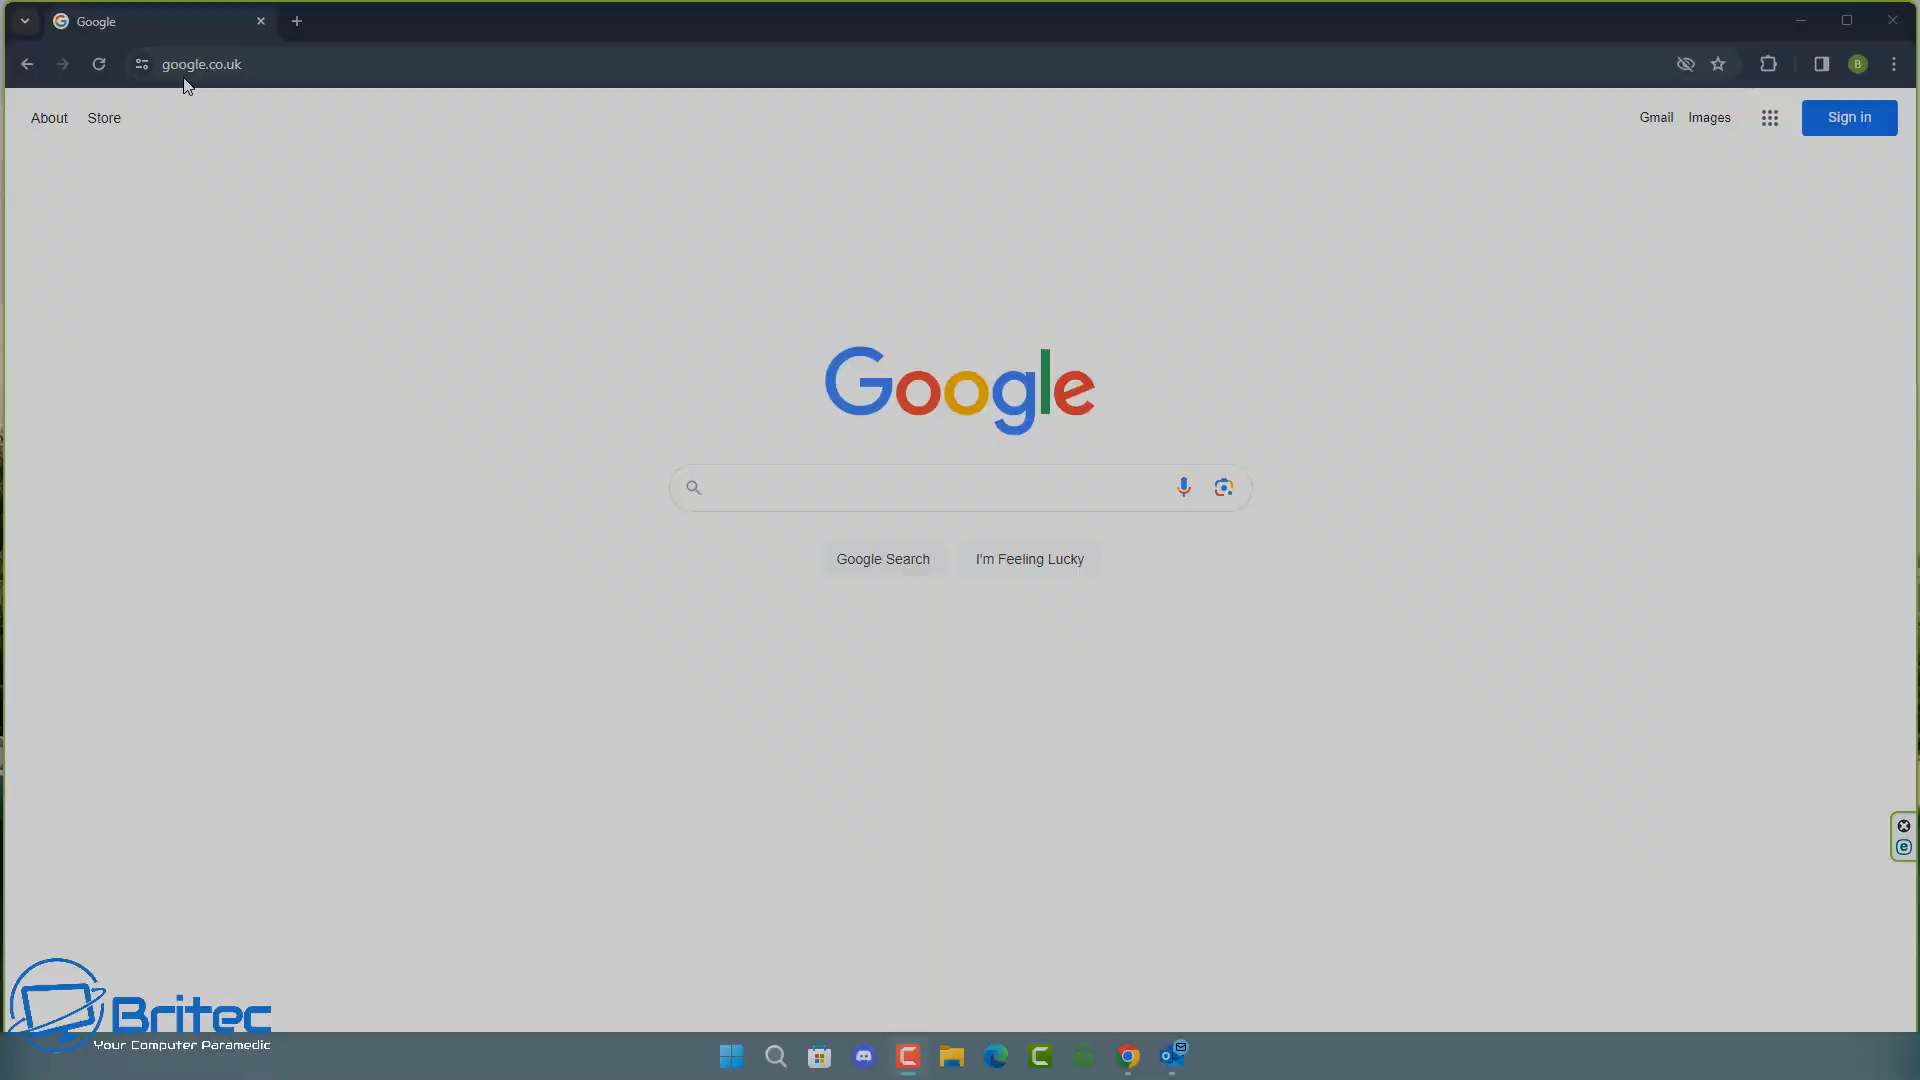 Google
google.co.uk
B
About Store
Gmail Images Sign in
Google
Google Search I'm Feeling Lucky
Britec
Your Computer Paramedic